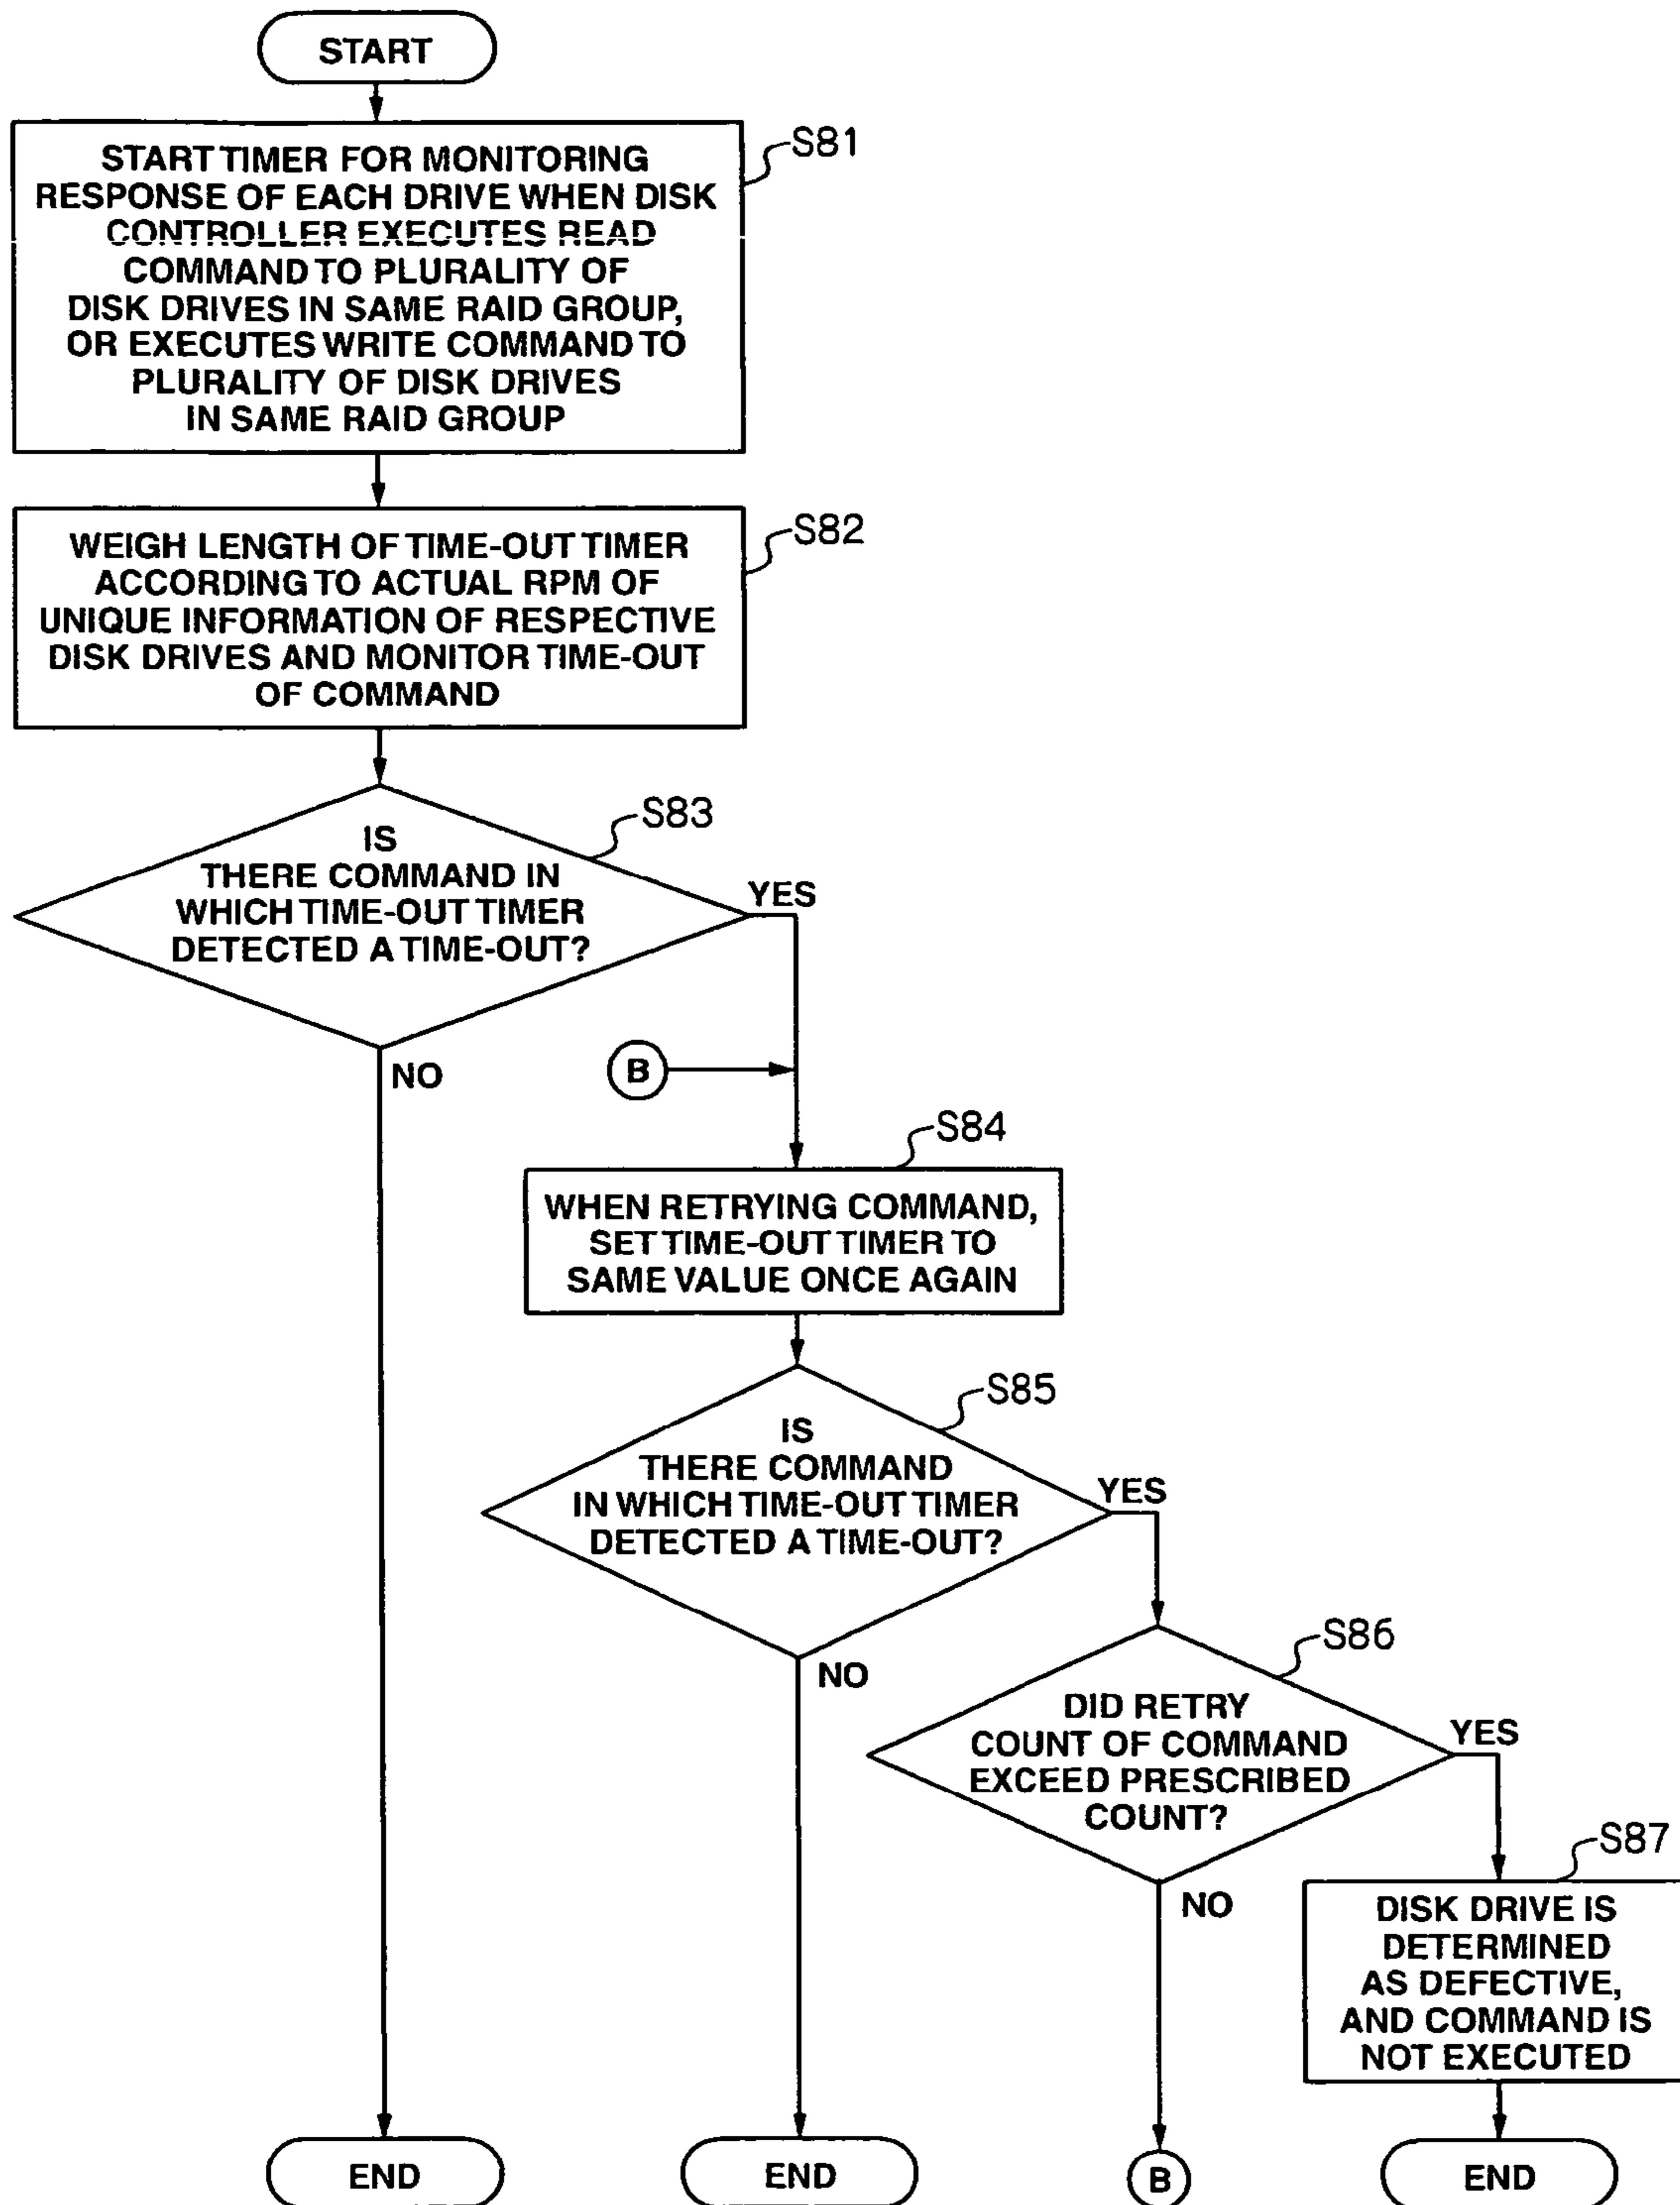 START
S81
START TIMER FOR MONITORING
RESPONSE OF EACH DRIVE WHEN DISK
CONTROLLER EXECUTES READ
COMMAND TO PLURALITY OF
DISK DRIVES IN SAME RAID GROUP,
OR EXECUTES WRITE COMMAND TO
PLURALITY OF DISK DRIVES
IN SAME RAID GROUP
S82
WEIGH LENGTH OF TIME-OUT TIMER
ACCORDING TO ACTUAL RPM OF
UNIQUE INFORMATION OF RESPECTIVE
DISK DRIVES AND MONITOR TIME-OUT
OF COMMAND
S83
IS
THERE COMMAND IN
WHICH TIME-OUT TIMER
DETECTED A TIME-OUT?
YES
NO
B
S84
WHEN RETRYING COMMAND,
SET TIME-OUT TIMER TO
SAME VALUE ONCE AGAIN
S85
IS
THERE COMMAND
IN WHICH TIME-OUT TIMER
DETECTED A TIME-OUT?
YES
NO
S86
DID RETRY
COUNT OF COMMAND
EXCEED PRESCRIBED
COUNT?
YES
NO
S87
DISK DRIVE IS
DETERMINED
AS DEFECTIVE,
AND COMMAND IS
NOT EXECUTED
END
END
B
END